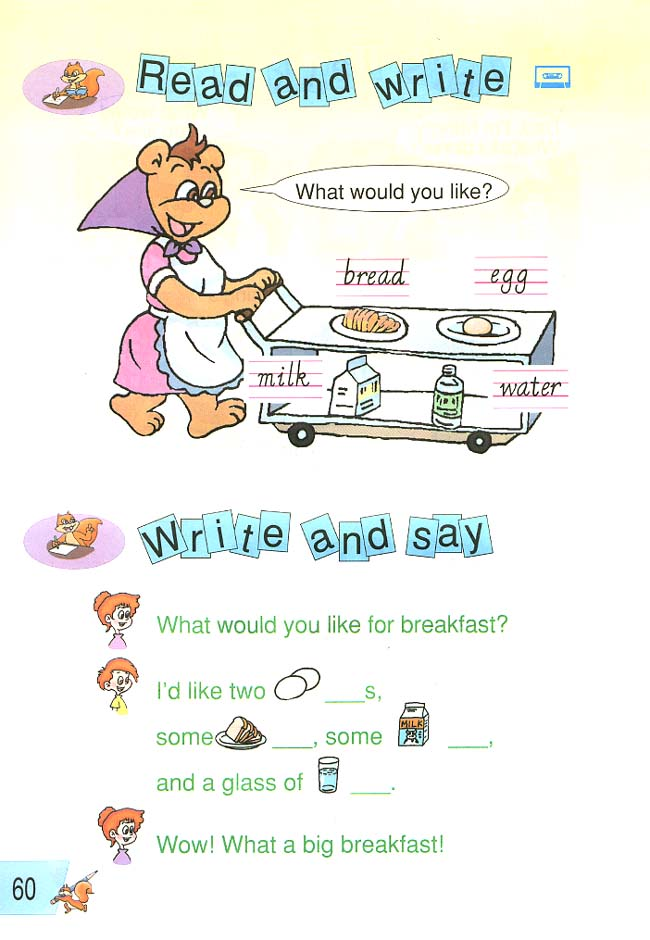 Read and write
What would you like?
bread
egg
milk
water
Write and say
What would you like for breakfast?
I'd like two ___s,
some ___, some MILK ___,
and a glass of ___.
Wow! What a big breakfast!
60